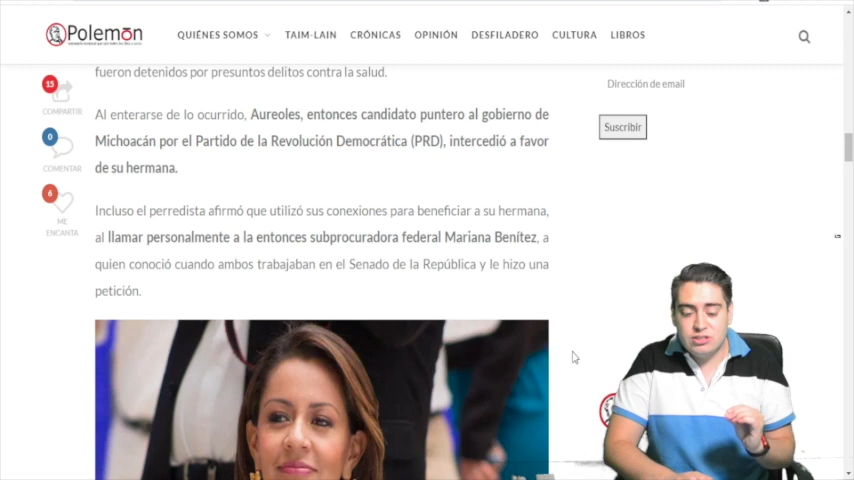 Polemón
QUIÉNES SOMOS
TAIM-LAIN
CRÓNICAS
OPINIÓN
DESFILADERO
CULTURA
LIBROS
fueron detenidos por presuntos delitos contra la salud.
Al enterarse de lo ocurrido, Aureoles, entonces candidato puntero al gobierno de
Michoacán por el Partido de la Revolución Democrática (PRD), intercedió a favor
de su hermana.
Incluso el perredista afirmó que utilizó sus conexiones para beneficiar a su hermana,
al llamar personalmente a la entonces subprocuradora federal Mariana Benítez, a
quien conoció cuando ambos trabajaban en el Senado de la República y le hizo una
petición.
15
COMPARTIR
0
COMENTAR
6
ME
ENCANTA
Dirección de email
Suscribir